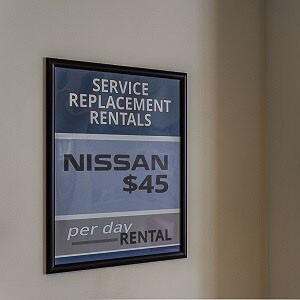 SERVICE
REPLACEMENT
RENTALS
NISSAN
$45
per day
RENTAL